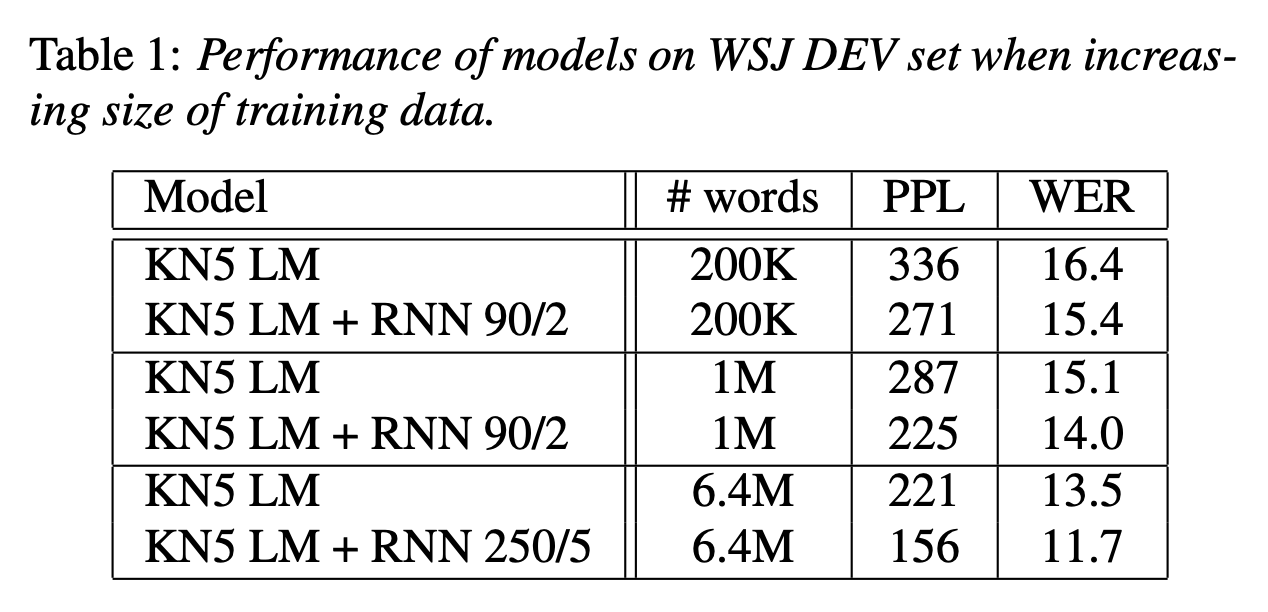 Table 1: Performance of models on WSJ DEV set when increas-
ing size of training data.
Model # words PPL WER
KN5 LM 200K 336 16.4
KN5 LM + RNN 90/2 200K 271 15.4
KN5 LM 1M 287 15.1
KN5 LM + RNN 90/2 1M 225 14.0
KN5 LM 6.4M 221 13.5
KN5 LM + RNN 250/5 6.4M 156 11.7